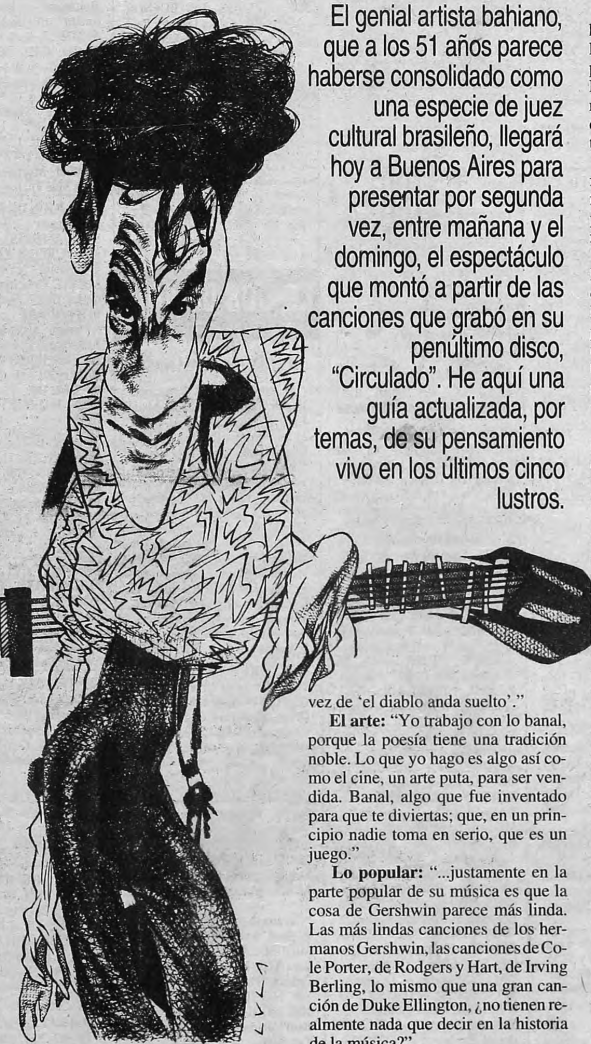 El genial artista bahiano,
que a los 51 años parece
haberse consolidado como
una especie de juez
cultural brasileño, llegará
hoy a Buenos Aires para
presentar por segunda
vez, entre mañana y el
domingo, el espectáculo
que montó a partir de las
canciones que grabó en su
penúltimo disco,
"Circulado". He aquí una
guía actualizada, por
temas, de su pensamiento
vivo en los últimos cinco
lustros.
vez de 'el diablo anda suelto'."
El arte: "Yo trabajo con lo banal,
porque la poesía tiene una tradición
noble. Lo que yo hago es algo así co-
mo el cine, un arte puta, para ser ven-
dida. Banal, algo que fue inventado
para que te diviertas; que, en un prin-
cipio nadie toma en serio, que es un
juego."
Lo popular: "...justamente en la
parte popular de su música es que la
cosa de Gershwin parece más linda.
Las más lindas canciones de los her-
manos Gershwin, las canciones de Co-
le Porter, de Rodgers y Hart, de Irving
Berling, lo mismo que una gran can-
ción de Duke Ellington, ¿no tienen re-
almente nada que decir en la historia
de la música?"